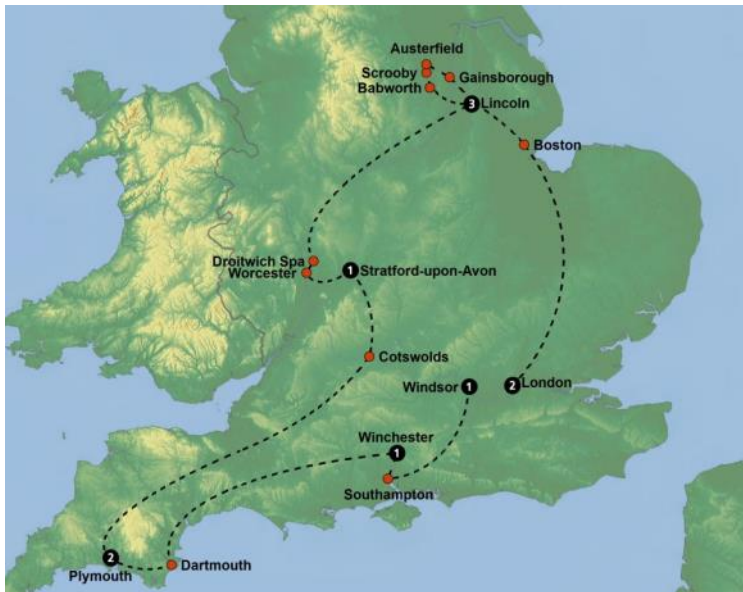 Austerfield
Scrooby
Gainsborough
Babworth
3 Lincoln
Boston
Droitwich Spa
Worcester
1 Stratford-upon-Avon
Cotswolds
Windsor 1
2 London
Winchester
1
Southampton
2
Plymouth
Dartmouth